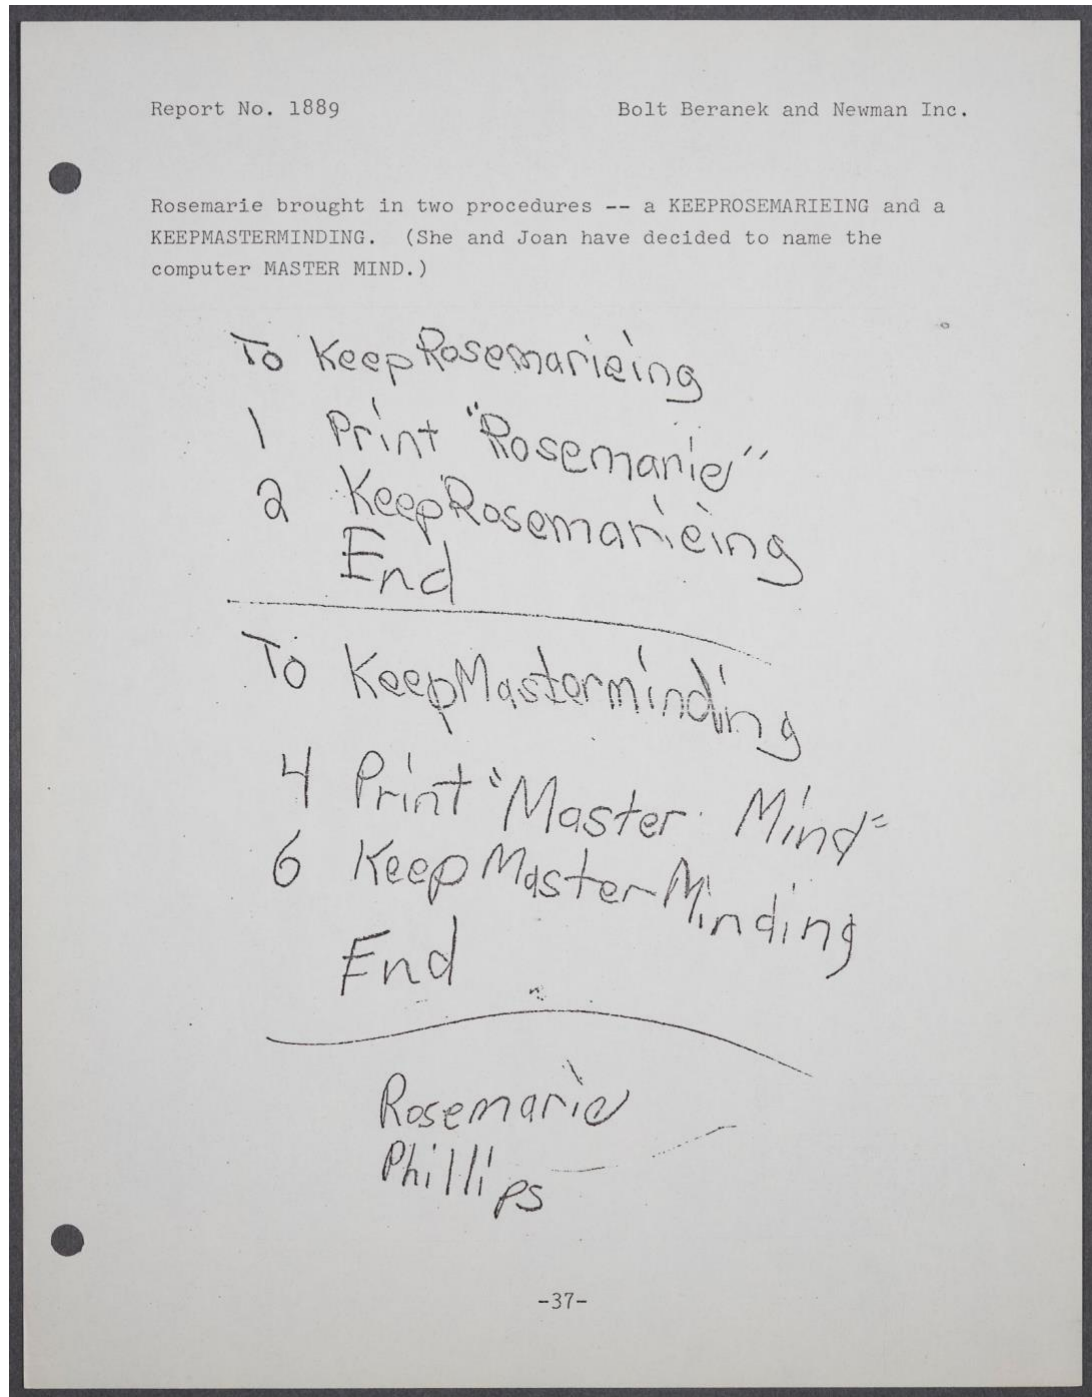 Report No. 1889 Bolt Beranek and Newman Inc.
Rosemarie brought in two procedures -- a KEEPROSEMARIEING and a
KEEPMASTERMINDING. (She and Joan have decided to name the
computer MASTER MIND.)
To KeepRosemarieing
1 Print "Rosemarie"
2 KeepRosemarieing
End
To KeepMasterminding
4 Print "Master Mind"
6 KeepMasterMinding
End
Rosemarie
Phillips
-37-